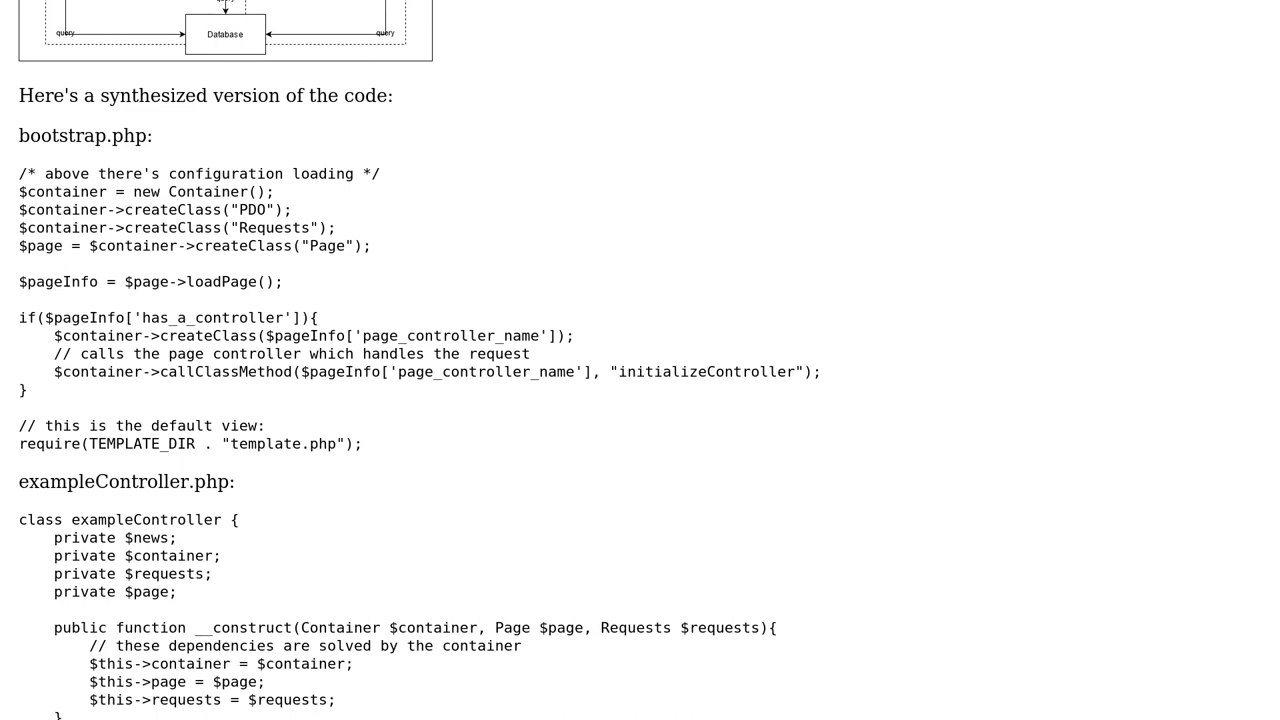 query
query
Database
query
Here's a synthesized version of the code:
bootstrap.php:
/* above there's configuration loading */
$container = new Container();
$container->createClass("PDO");
$container->createClass("Requests");
$page = $container->createClass("Page");
$pageInfo = $page->loadPage();
if($pageInfo['has_a_controller']){
    $container->createClass($pageInfo['page_controller_name']);
    // calls the page controller which handles the request
    $container->callClassMethod($pageInfo['page_controller_name'], "initializeController");
}
// this is the default view:
require(TEMPLATE_DIR . "template.php");
exampleController.php:
class exampleController {
    private $news;
    private $container;
    private $requests;
    private $page;
    public function __construct(Container $container, Page $page, Requests $requests){
        // these dependencies are solved by the container
        $this->container = $container;
        $this->page = $page;
        $this->requests = $requests;
    }